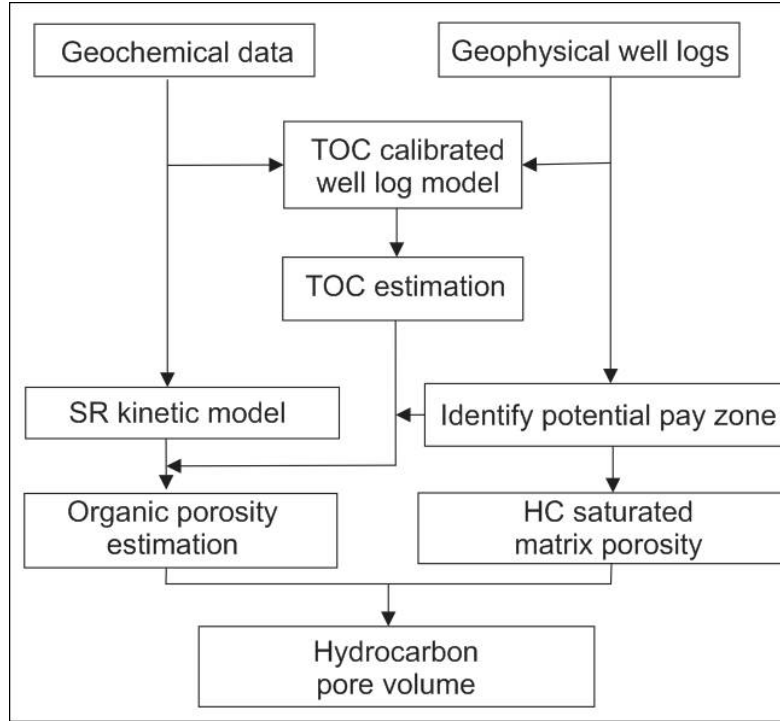 Geochemical data
Geophysical well logs
TOC calibrated
well log model
TOC estimation
SR kinetic model
Identify potential pay zone
Organic porosity
estimation
HC saturated
matrix porosity
Hydrocarbon
pore volume